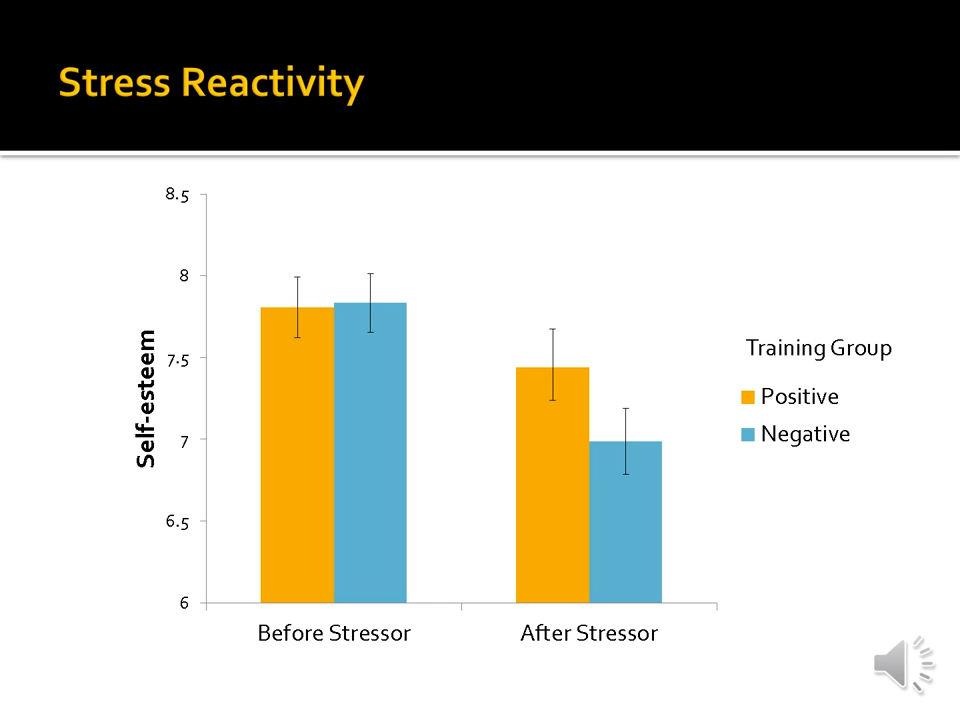 Stress Reactivity
8.5
8
7.5
7
6.5
6
Self-esteem
Before Stressor
After Stressor
Training Group
Positive
Negative